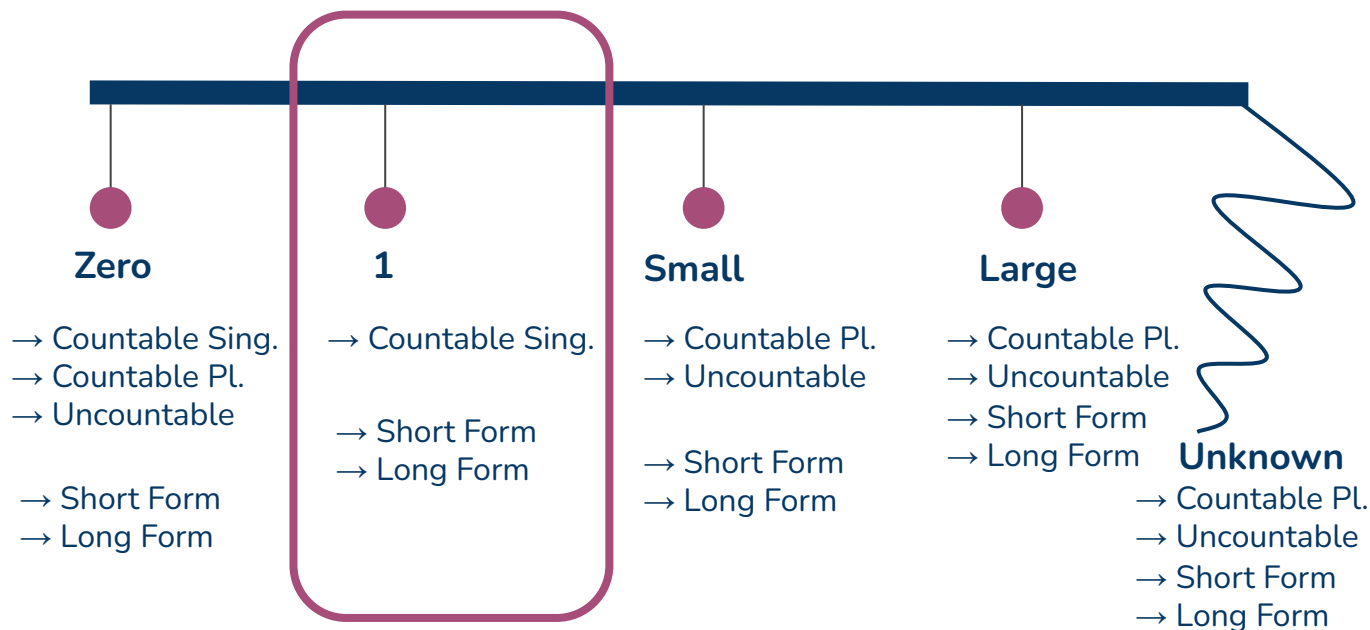 Zero
→ Countable Sing.
→ Countable Pl.
→ Uncountable
→ Short Form
→ Long Form
1
→ Countable Sing.
→ Short Form
→ Long Form
Small
→ Countable Pl.
→ Uncountable
→ Short Form
→ Long Form
Large
→ Countable Pl.
→ Uncountable
→ Short Form
→ Long Form
Unknown
→ Countable Pl.
→ Uncountable
→ Short Form
→ Long Form